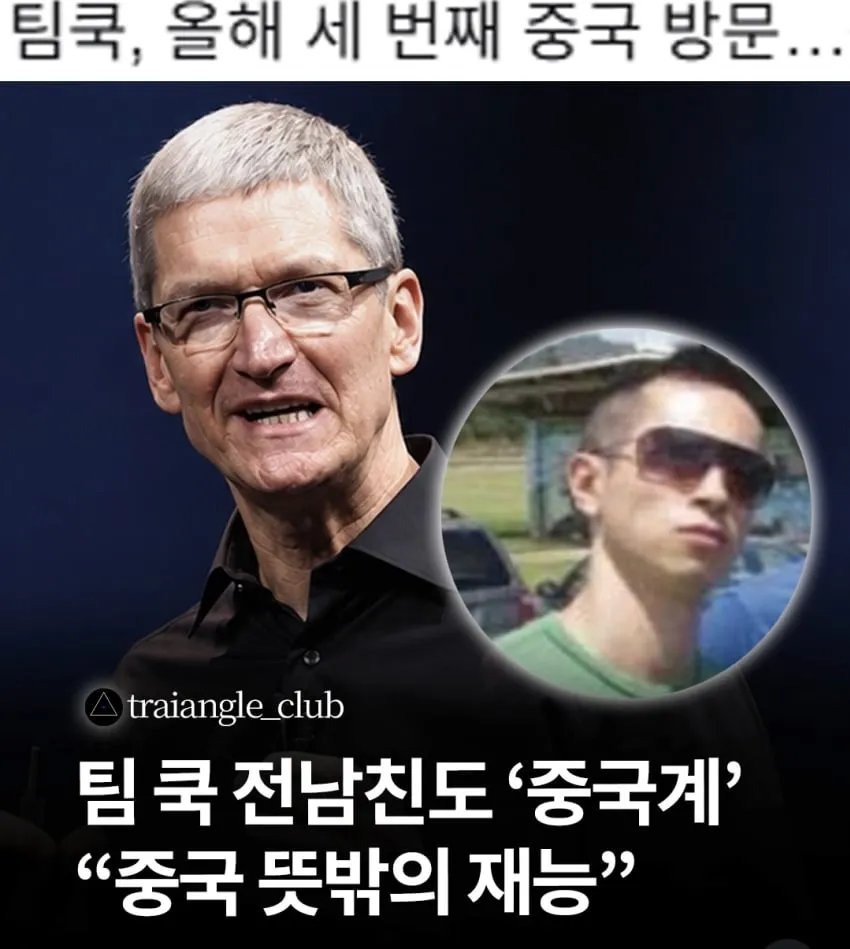 팀쿡, 올해 세 번째 중국 방문...
traiangle_club
팀 쿡 전남친도 ‘중국계’
“중국 뜻밖의 재능”